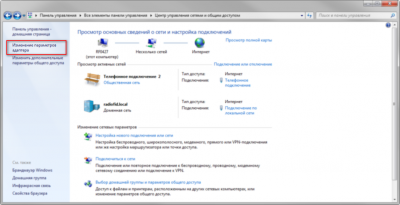 Панель управления
Все элементы панели управления
Центр управления сетями и общим доступом
Панель управления -
домашняя страница
Изменение параметров
адаптера
Изменить дополнительные
параметры общего доступа
Просмотр основных сведений о сети и настройка подключений
Просмотр полной карты
(этот компьютер)
Несколько сетей
Интернет
Просмотр активных сетей
Подключение или отключение
Телефонное подключение 2
Общественная сеть
Тип доступа:
Интернет
Подключения:
Телефонное
подключение 2
Доменная сеть
Тип доступа:
Интернет
Подключения:
Подключение по
локальной сети
Изменение сетевых параметров
Настройка нового подключения или сети
Настройка беспроводного, широкополосного, модемного, прямого или VPN-подключения
или же настройка маршрутизатора или точки доступа.
Подключиться к сети
Подключение или повторное подключение к беспроводному, проводному, модемному
сетевому соединению или подключение к VPN.
Выбор домашней группы и параметров общего доступа
Доступ к файлам и принтерам, расположенным на других сетевых компьютерах, или
изменение параметров общего доступа.
См. также
Брандмауэр Windows
Домашняя группа
Инфракрасная связь
Свойства браузера